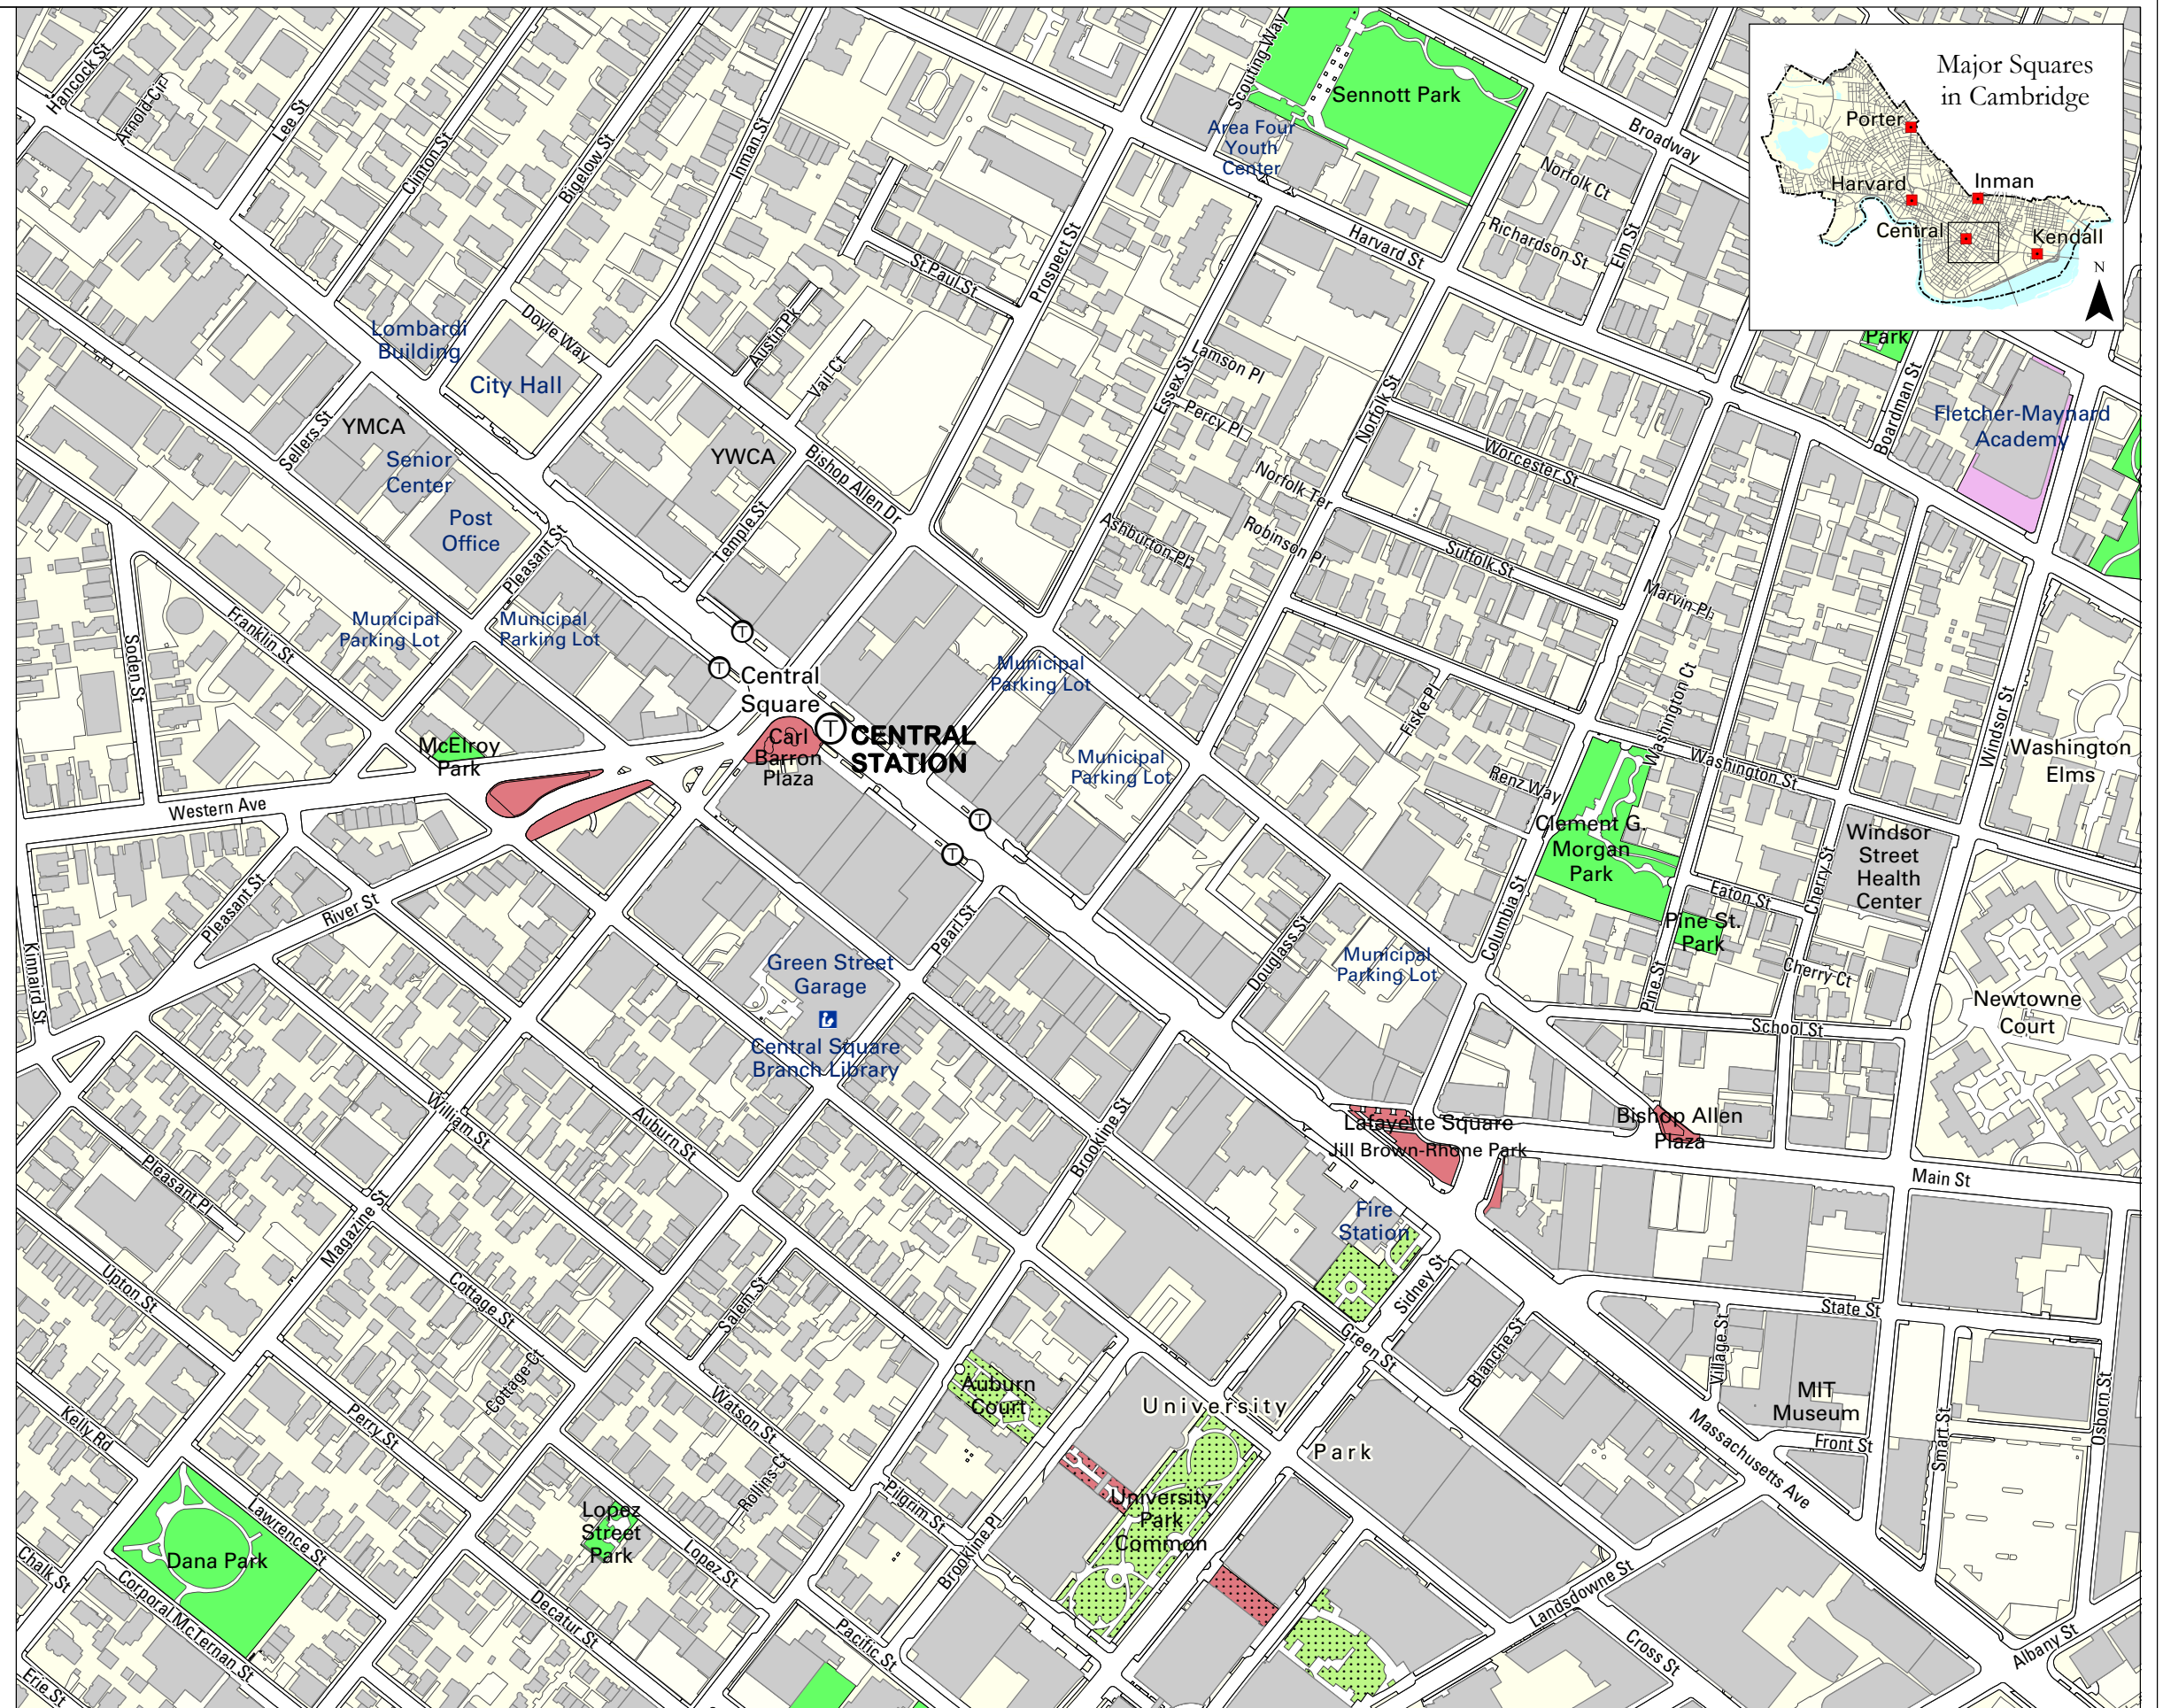 Hancock St
Arnold Cir
Lee St
Clinton St
Bigelow St
Inman St
Scouting Way
Sennott Park
Area Four
Youth
Center
Broadway
Norfolk Ct
Richardson St
Elm St
Harvard St
Prospect St
St Paul St
Major Squares
in Cambridge
Porter
Harvard
Inman
Central
Kendall
N
Lombardi
Building
Doyle Way
City Hall
Austin Pk
Vail Ct
Lamson Pl
Essex St
Percy Pl
Norfolk St
Park
Boardman St
Fletcher-Maynard
Academy
Sellers St
YMCA
Senior
Center
Post
Office
YWCA
Bishop Allen Dr
Temple St
Pleasant St
Norfolk Ter
Robinson Pl
Ashburton Pl
Worcester St
Suffolk St
Marvin Pl
Municipal
Parking Lot
Municipal
Parking Lot
Franklin St
Soden St
T
T
Central
Square
T
CENTRAL
STATION
Carl
Barron
Plaza
Municipal
Parking Lot
Municipal
Parking Lot
Fiske Pl
Washington Ct
Washington St
Windsor St
Washington
Elms
McElroy
Park
Western Ave
T
T
Renz Way
Clement G.
Morgan
Park
Windsor
Street
Health
Center
Eaton St
Cherry St
Pine St.
Park
Cherry Ct
Pine St
Columbia St
Pleasant St
River St
Kinnaird St
Pearl St
Green Street
Garage
Central Square
Branch Library
Douglass St
Municipal
Parking Lot
School St
Newtowne
Court
William St
Auburn St
Brookline St
Lafayette Square
Jill Brown-Rhone Park
Bishop Allen
Plaza
Main St
Pleasant Pl
Magazine St
Fire
Station
Sidney St
Upton St
Cottage St
Salem St
Green St
Blanche St
State St
Village St
MIT
Museum
Front St
Smart St
Osborn St
Massachusetts Ave
Kelly Rd
Perry St
Cottage Ct
Watson St
Rollins Ct
Auburn
Court
University
Park
Pilgrim St
Brookline Pl
University
Park
Common
Lopez
Street
Park
Lopez St
Lawrence St
Dana Park
Chalk St
Corporal McTernan St
Erie St
Decatur St
Pacific St
Landsdowne St
Cross St
Albany St